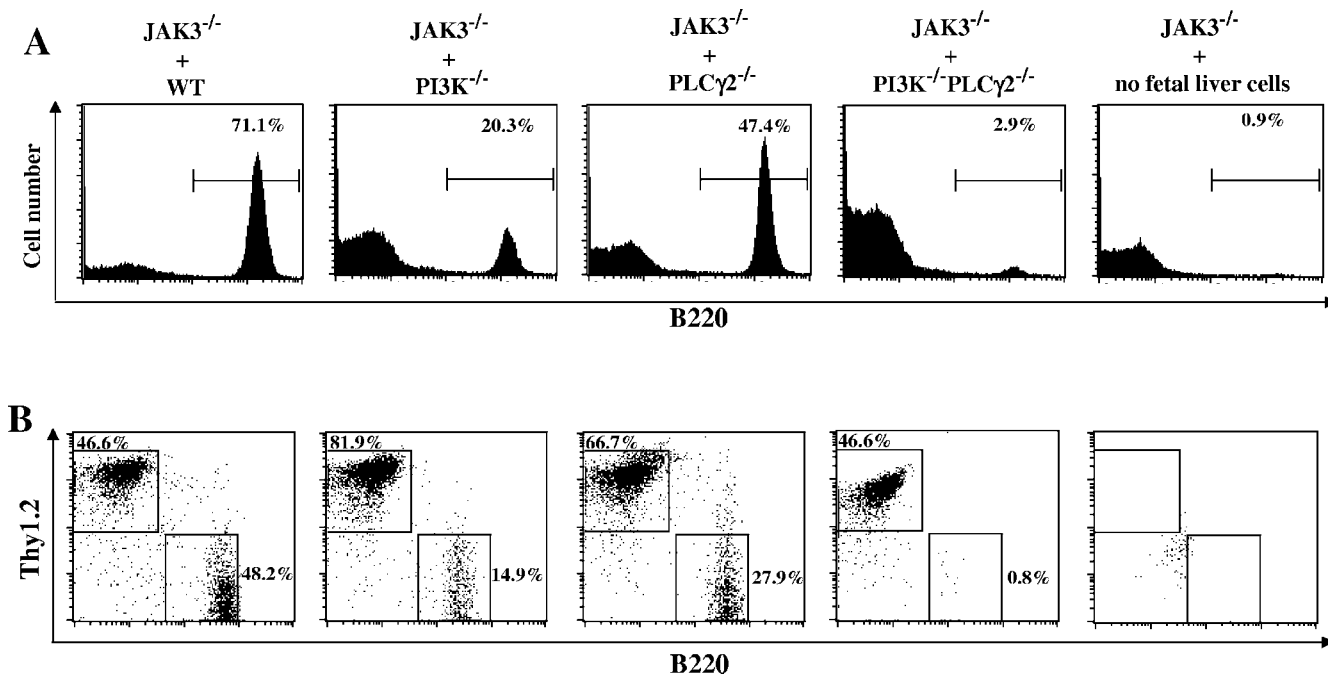 A
JAK3-/-
+
WT
JAK3-/-
+
PI3K-/-
JAK3-/-
+
PLCγ2-/-
JAK3-/-
+
PI3K-/-PLCγ2-/-
JAK3-/-
+
no fetal liver cells
71.1%
20.3%
47.4%
2.9%
0.9%
Cell number
B220
B
46.6%
81.9%
66.7%
46.6%
48.2%
14.9%
27.9%
0.8%
Thy1.2
B220